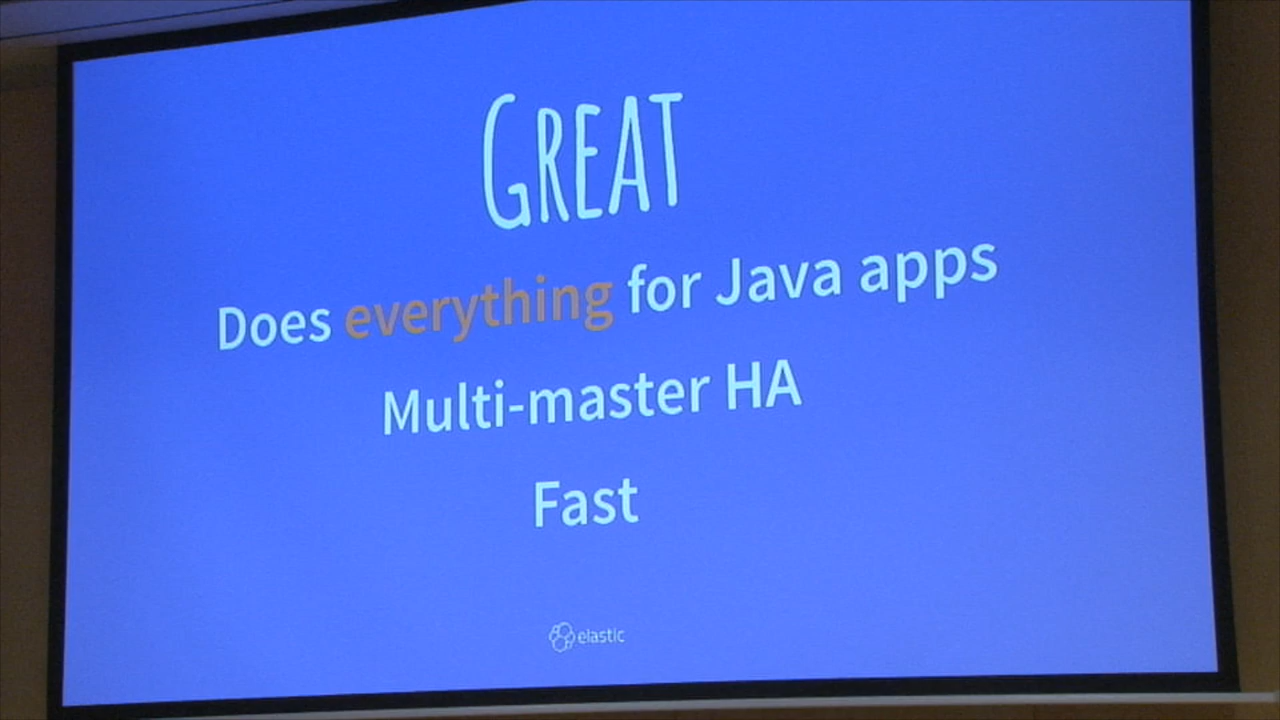 GREAT
Does everything for Java apps
Multi-master HA
Fast
elastic